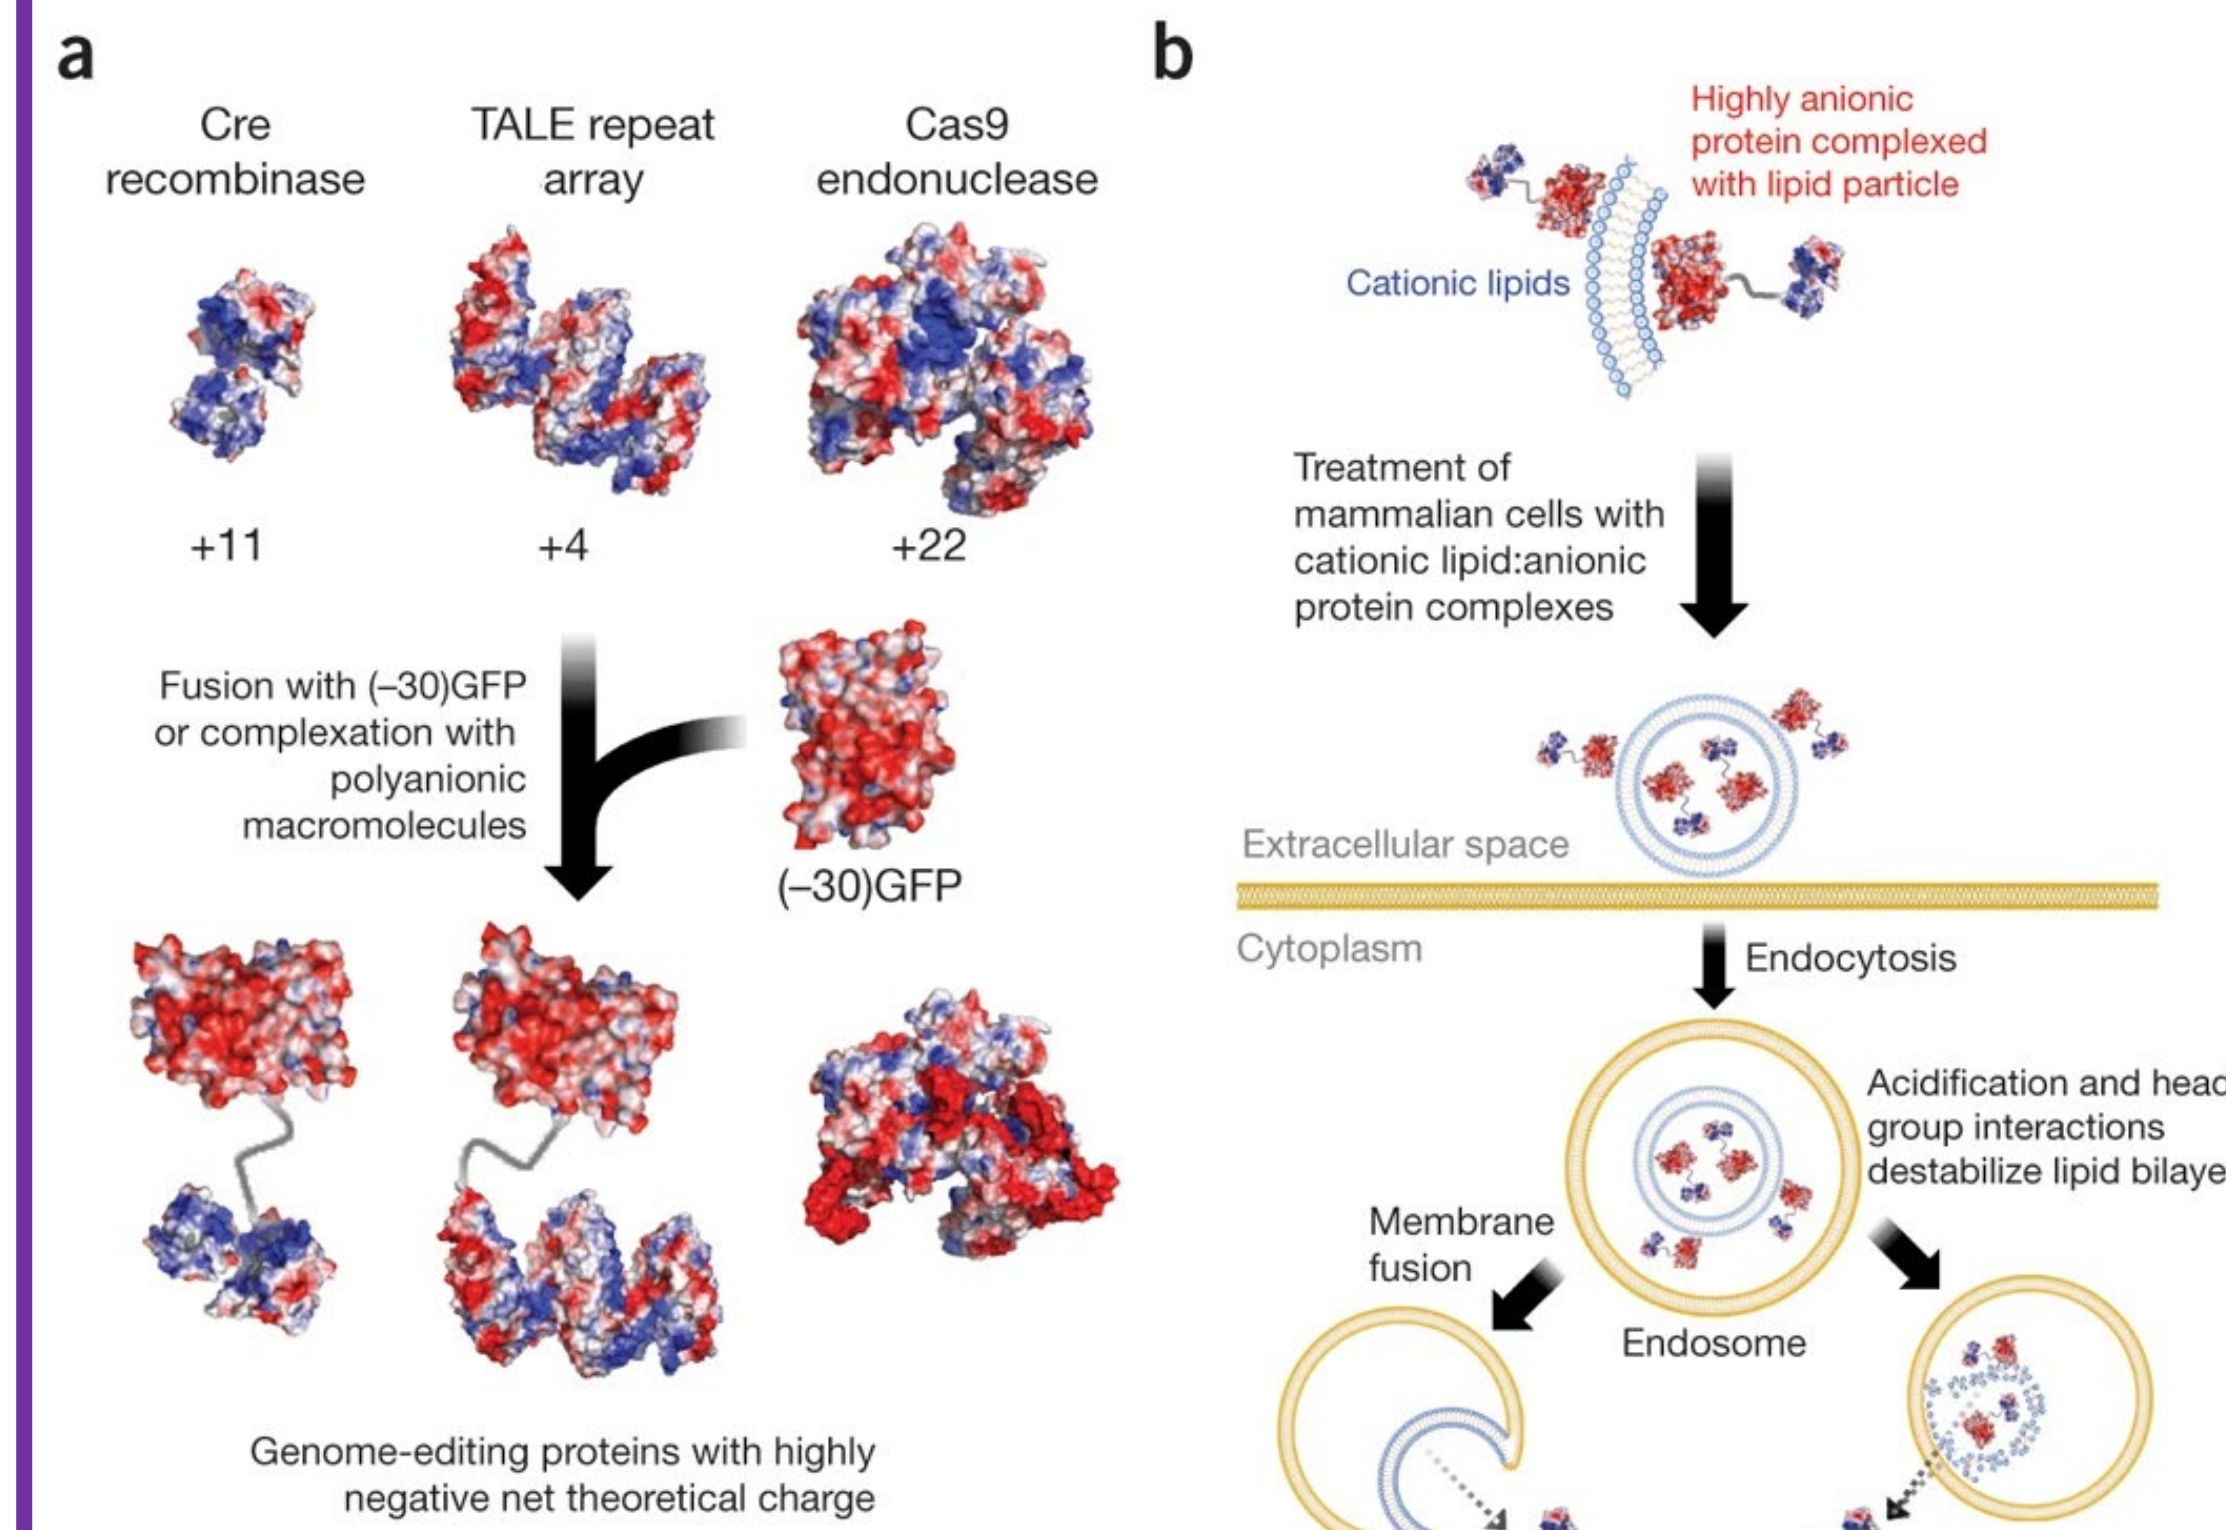 a
Cre
recombinase
TALE repeat
array
Cas9
endonuclease
+11
+4
+22
Fusion with (–30)GFP
or complexation with
polyanionic
macromolecules
(–30)GFP
Genome-editing proteins with highly
negative net theoretical charge
b
Highly anionic
protein complexed
with lipid particle
Cationic lipids
Treatment of
mammalian cells with
cationic lipid:anionic
protein complexes
Extracellular space
Cytoplasm
Endocytosis
Acidification and head
group interactions
destabilize lipid bilaye
Membrane
fusion
Endosome